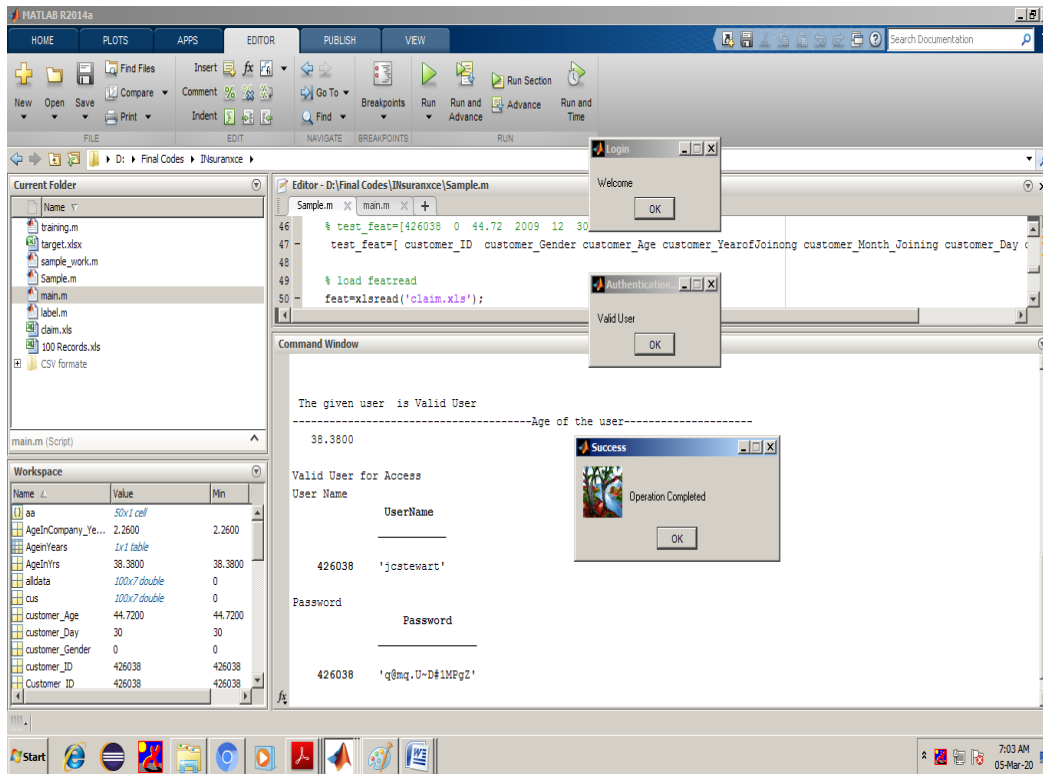 MATLAB R2014a
HOME PLOTS APPS EDITOR PUBLISH VIEW
Search Documentation
New Open Save
Find Files
Compare
Print
FILE
Insert fx
Comment %
Indent
EDIT
Go To
Find
NAVIGATE
Breakpoints
BREAKPOINTS
Run
Run and Advance
Run Section
Advance
Run and Time
RUN
D: Final Codes INsuranxce
Current Folder
Name
training.m
target.xlsx
sample_work.m
Sample.m
main.m
label.m
claim.xls
100 Records.xls
CSV formate
main.m (Script)
Workspace
Name Value Min
aa 50x1 cell
AgeInCompany_Ye... 2.2600 2.2600
AgeinYears 1x1 table
AgeInYrs 38.3800 38.3800
alldata 100x7 double 0
cus 100x7 double 0
customer_Age 44.7200 44.7200
customer_Day 30 30
customer_Gender 0 0
customer_ID 426038 426038
Customer ID 426038 426038
Editor - D:\Final Codes\INsuranxce\Sample.m
Sample.m main.m +
46 % test_feat=[426038 0 44.72 2009 12 30
47 - test_feat=[ customer_ID customer_Gender customer_Age customer_YearofJoinong customer_Month_Joining customer_Day
48
49 % load featread
50 - feat=xlsread('claim.xls');
Command Window
The given user is Valid User
---------------------------------------Age of the user---------------------
38.3800
Valid User for Access
User Name
UserName
___________
426038 'jcstewart'
Password
Password
________________
426038 'q@mq.U~D#1MPgZ'
fx
Login
Welcome
OK
Authentication...
Valid User
OK
Success
Operation Completed
OK
Start
7:03 AM
05-Mar-20